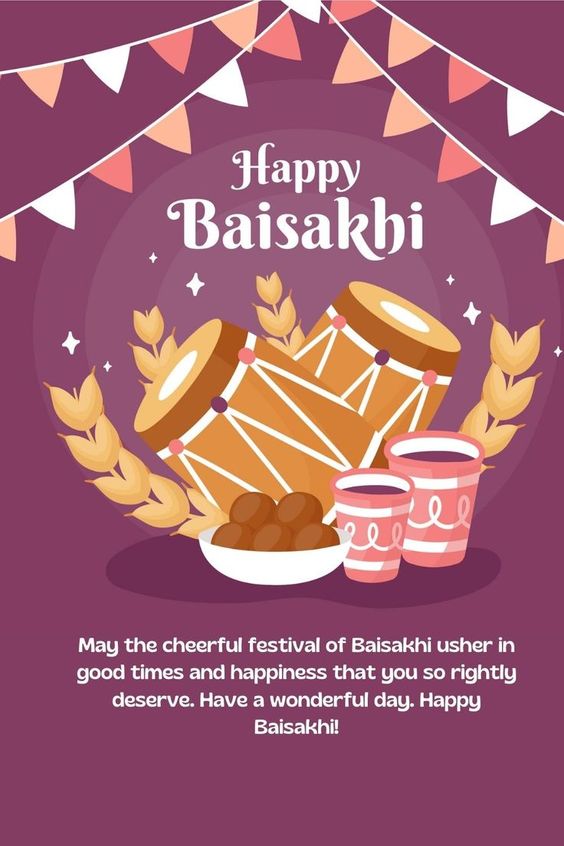 Happy
Baisakhi
May the cheerful festival of Baisakhi usher in
good times and happiness that you so rightly
deserve. Have a wonderful day. Happy
Baisakhi!